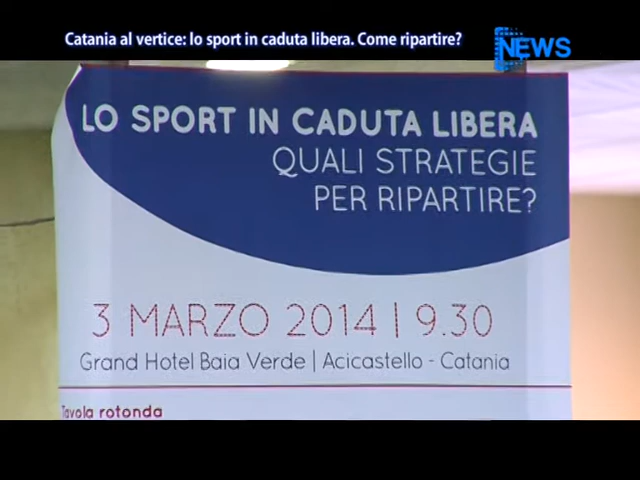 Catania al vertice: lo sport in caduta libera. Come ripartire?
NEWS
LO SPORT IN CADUTA LIBERA
QUALI STRATEGIE
PER RIPARTIRE?
3 MARZO 2014 | 9.30
Grand Hotel Baia Verde | Acicastello - Catania
Tavola rotonda